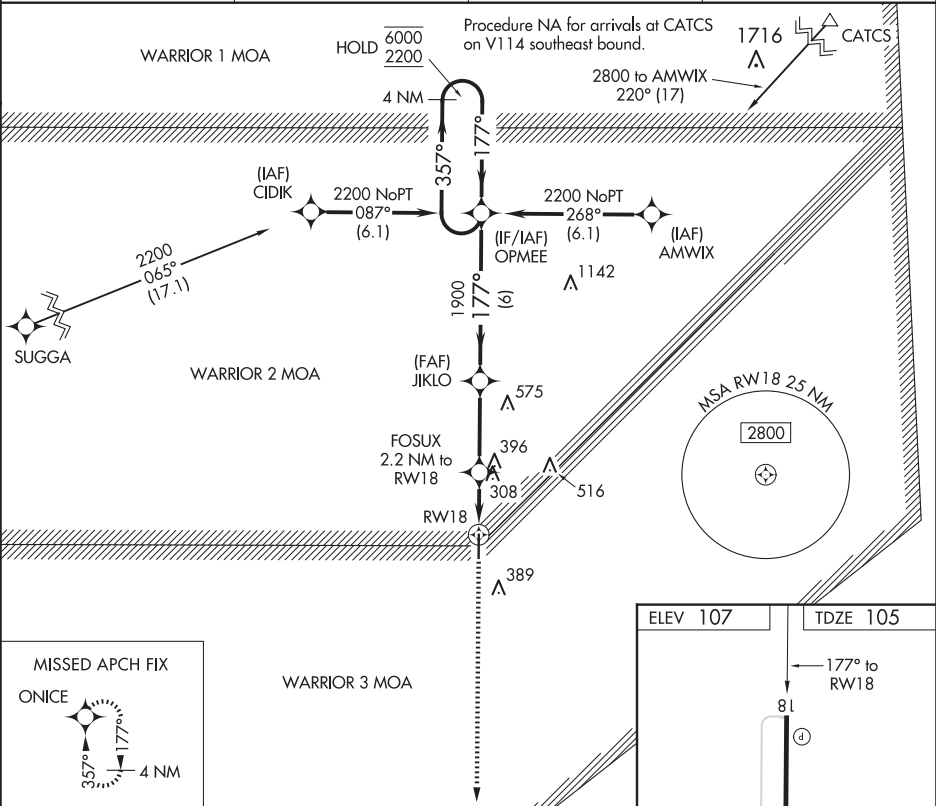 WARRIOR 1 MOA
HOLD 6000
2200
4 NM
Procedure NA for arrivals at CATCS
on V114 southeast bound.
1716
CATCS
2800 to AMWIX
220° (17)
357°
177°
(IAF)
CIDIK
2200 NoPT
087°
(6.1)
2200 NoPT
268°
(6.1)
(IAF)
AMWIX
(IF/IAF)
OPMEE
2200
065°
(17.1)
SUGGA
1142
1900
177°
(6)
WARRIOR 2 MOA
(FAF)
JIKLO
575
MSA RW18 25 NM
2800
FOSUX
2.2 NM to
RW18
396
308
516
RW18
389
WARRIOR 3 MOA
MISSED APCH FIX
ONICE
357°
177°
4 NM
ELEV 107
TDZE 105
177° to
RW18
18
P